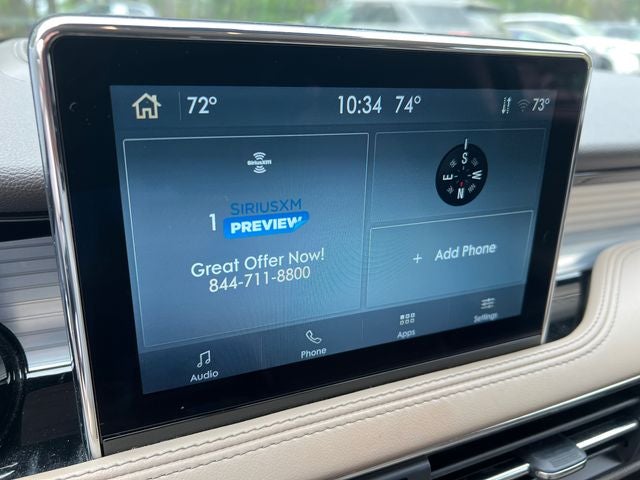 72° 10:34 74° 73°
SiriusXM
1 SIRIUSXM
PREVIEW
Great Offer Now!
844-711-8800
S
E W
N
+ Add Phone
Audio Phone Apps Settings